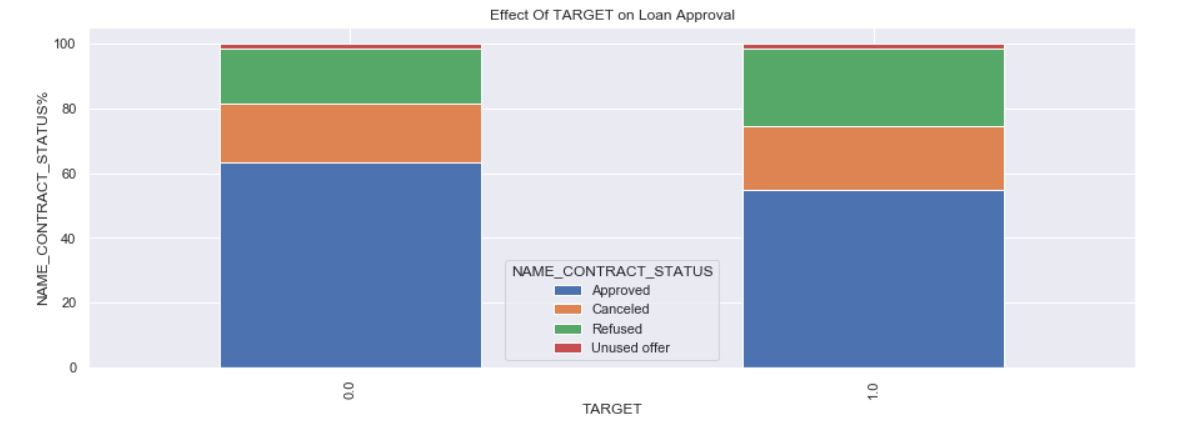 Effect Of TARGET on Loan Approval
NAME_CONTRACT_STATUS%
100
80
60
40
20
0
NAME_CONTRACT_STATUS
Approved
Canceled
Refused
Unused offer
0.0
1.0
TARGET